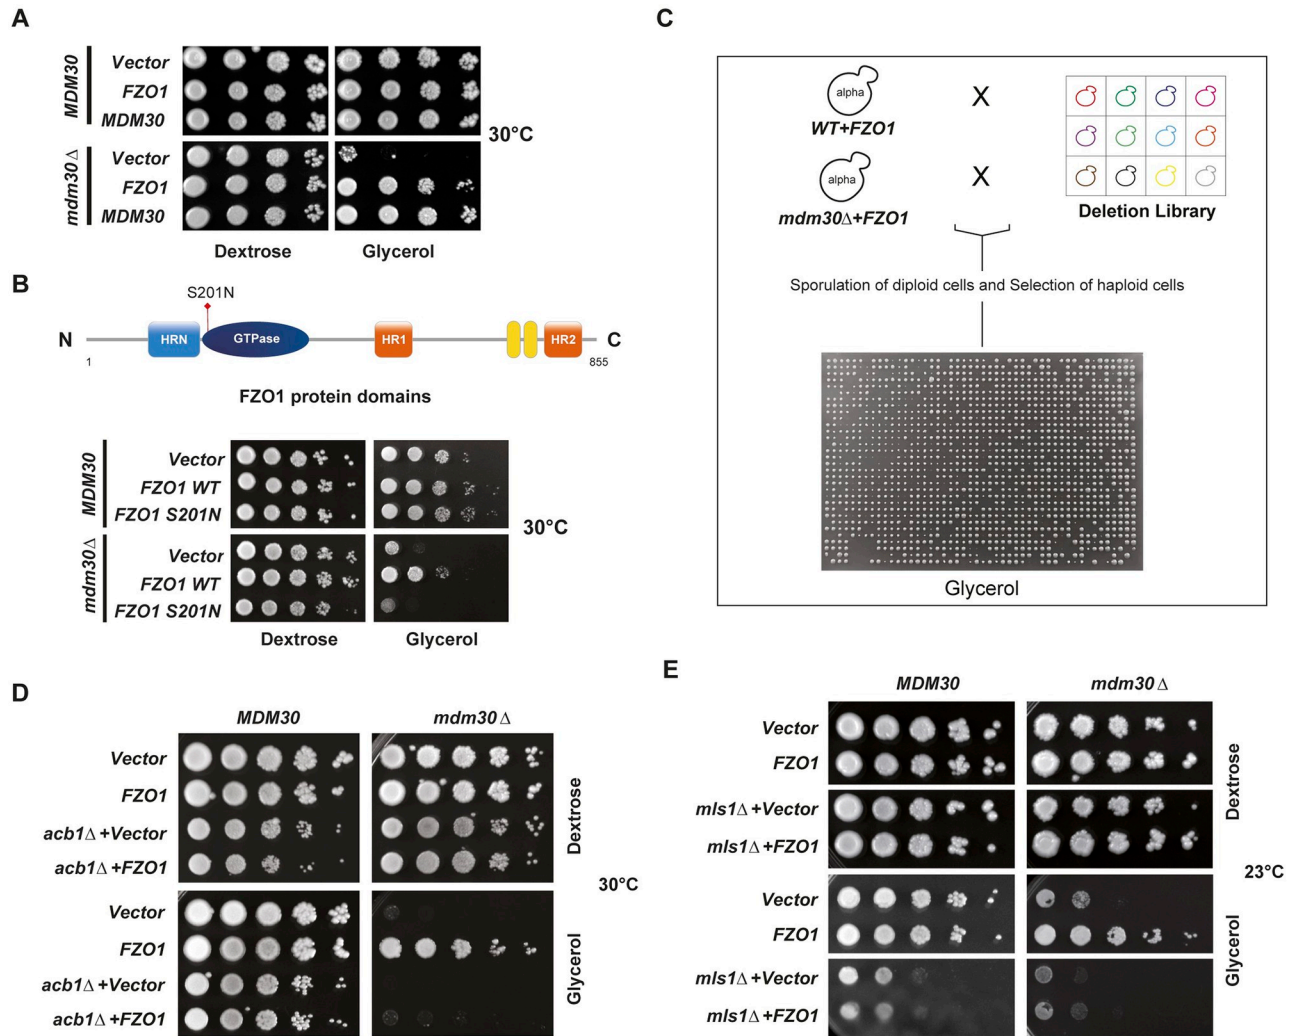 A
MDM30
Vector
FZO1
MDM30
mdm30Δ
Vector
FZO1
MDM30
30°C
Dextrose
Glycerol
B
S201N
N
HRN
GTPase
HR1
HR2
C
1
855
FZO1 protein domains
MDM30
Vector
FZO1 WT
FZO1 S201N
mdm30Δ
Vector
FZO1 WT
FZO1 S201N
30°C
Dextrose
Glycerol
C
alpha
X
WT+FZO1
alpha
X
mdm30Δ+FZO1
Deletion Library
Sporulation of diploid cells and Selection of haploid cells
Glycerol
D
MDM30
mdm30Δ
Vector
FZO1
acb1Δ +Vector
acb1Δ +FZO1
Dextrose
Vector
FZO1
acb1Δ +Vector
acb1Δ +FZO1
Glycerol
30°C
E
MDM30
mdm30Δ
Vector
FZO1
mls1Δ +Vector
mls1Δ +FZO1
Dextrose
Vector
FZO1
mls1Δ +Vector
mls1Δ +FZO1
Glycerol
23°C